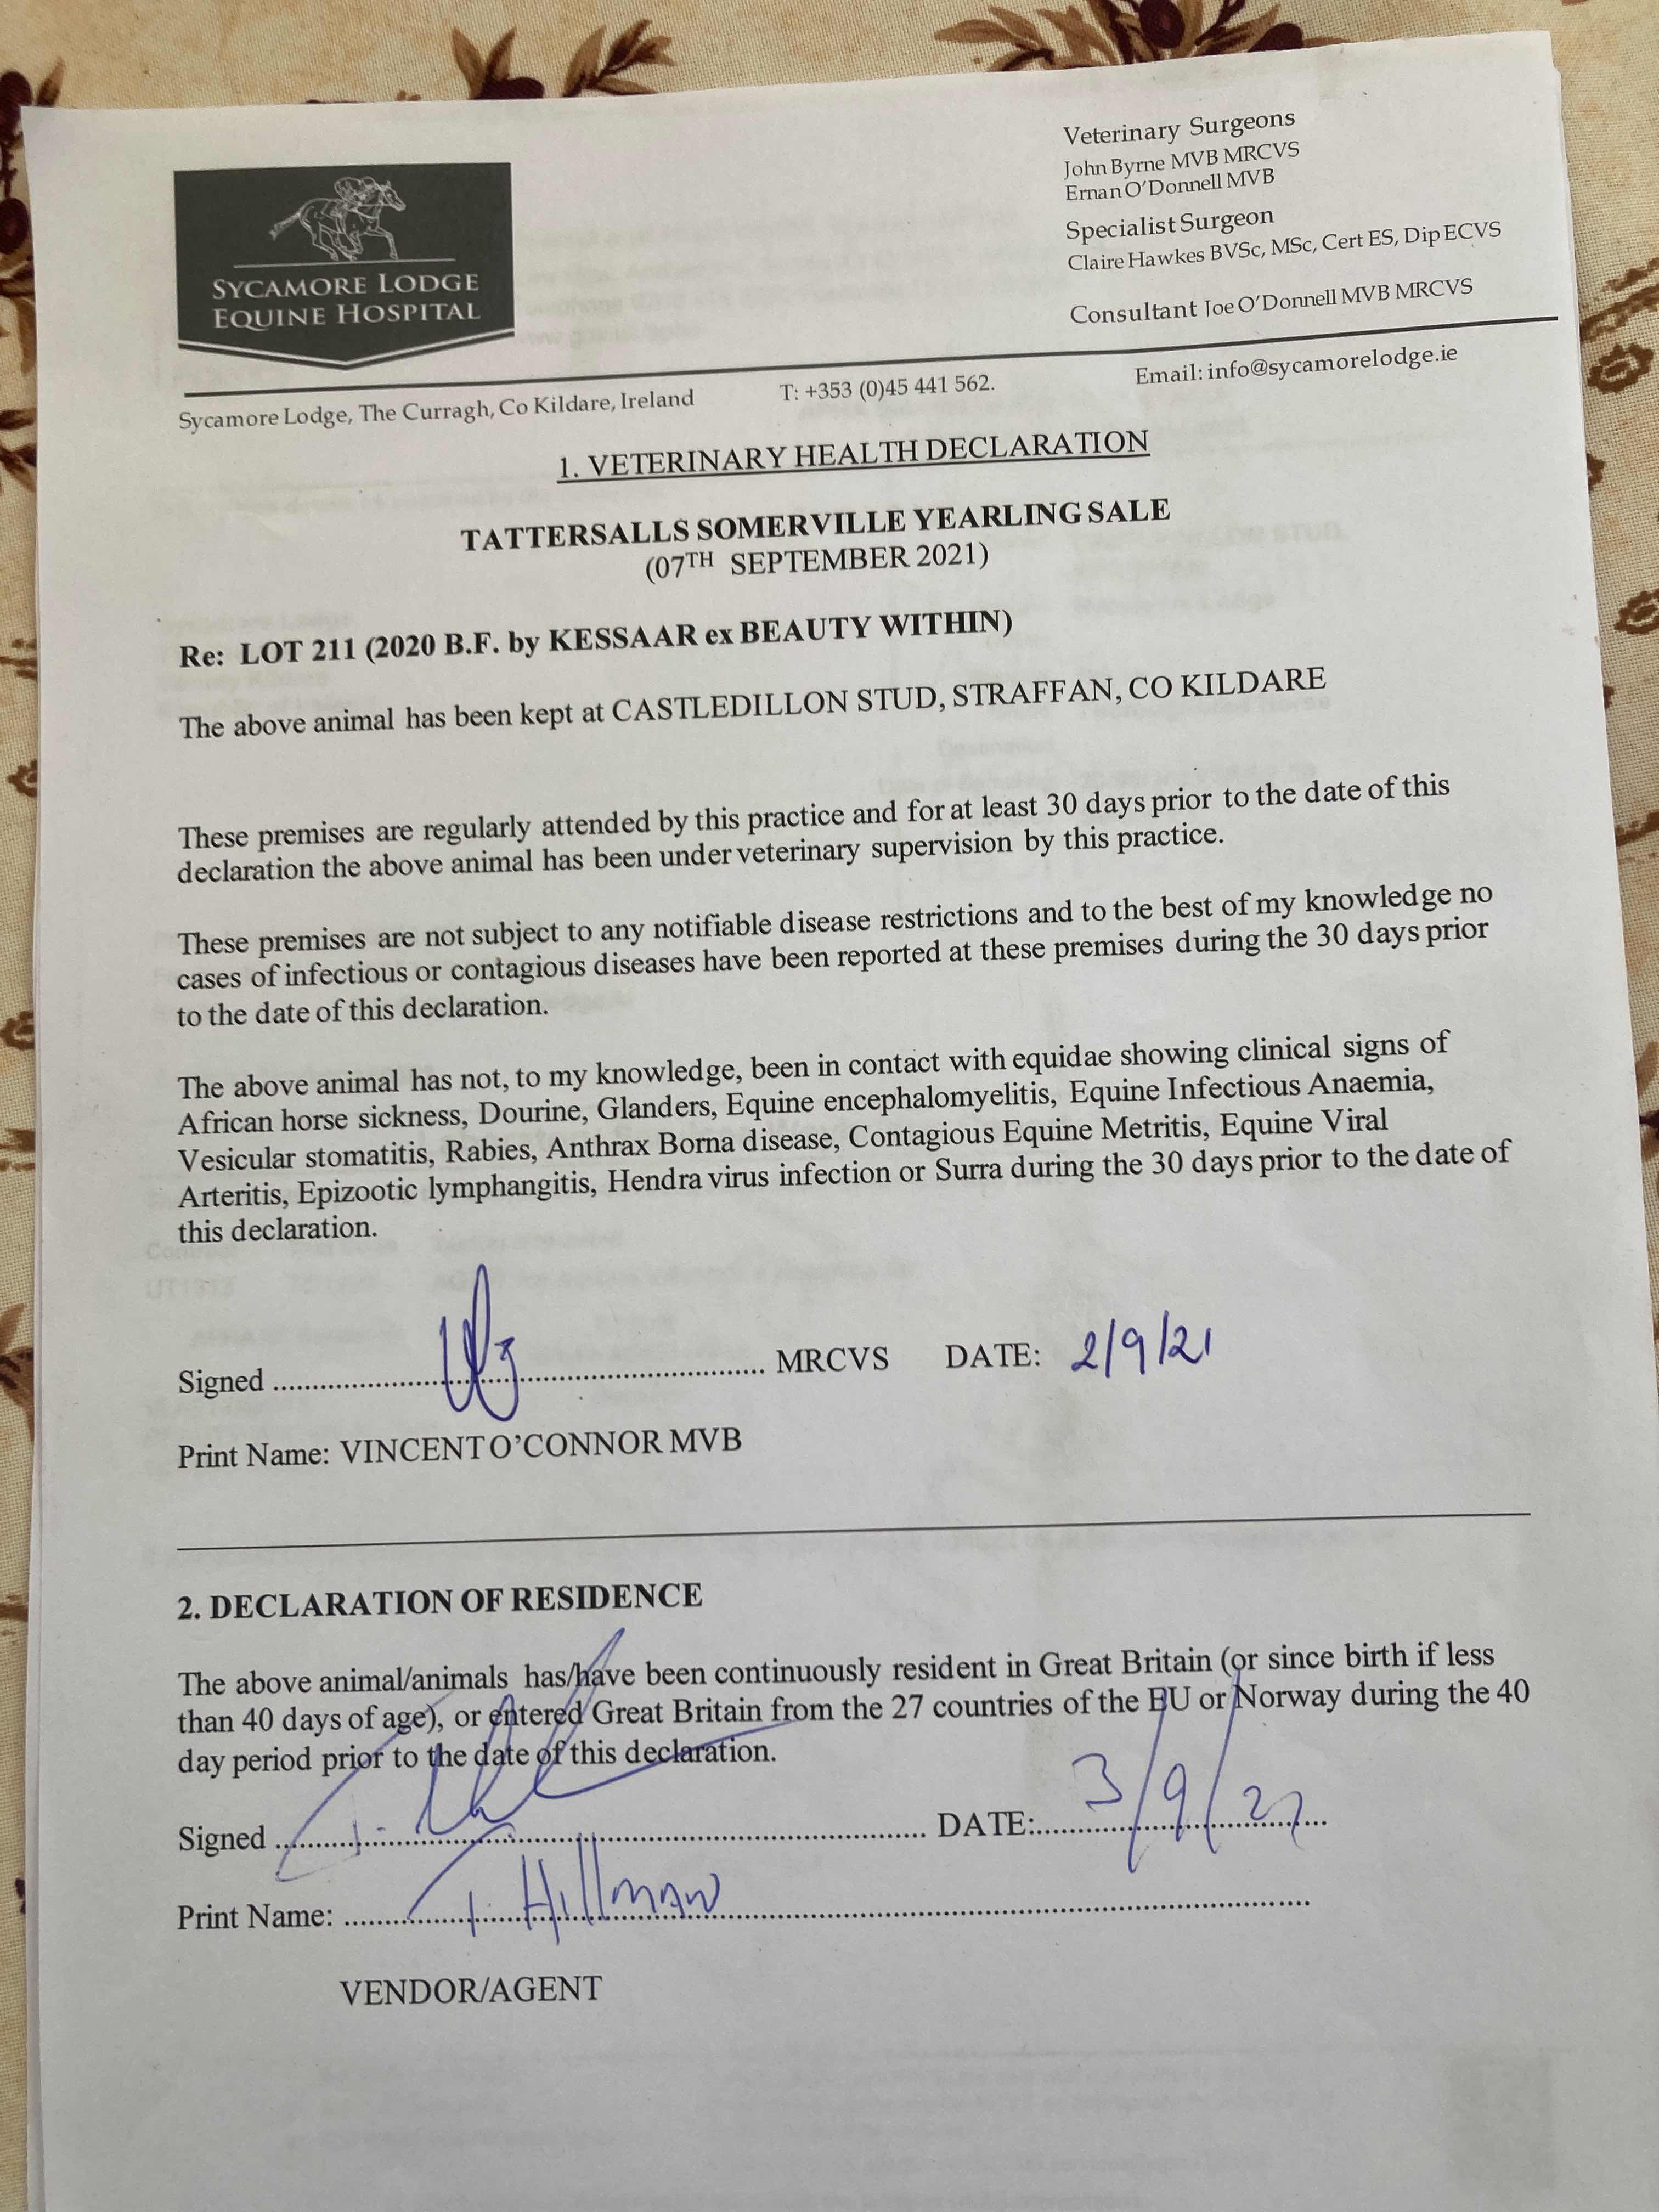 Veterinary Surgeons
John Byrne MVB MRCVS
Ernan O'Donnell MVB
Specialist Surgeon
Claire Hawkes BVSc, MSc, Cert ES, Dip ECVS
Consultant Joe O'Donnell MVB MRCVS
SYCAMORE LODGE
EQUINE HOSPITAL
Sycamore Lodge, The Curragh, Co Kildare, Ireland T: +353 (0)45 441 562. Email: info@sycamorelodge.ie
1. VETERINARY HEALTH DECLARATION
TATTERSALLS SOMERVILLE YEARLING SALE
(07TH SEPTEMBER 2021)
Re: LOT 211 (2020 B.F. by KESSAAR ex BEAUTY WITHIN)
The above animal has been kept at CASTLEDILLON STUD, STRAFFAN, CO KILDARE
These premises are regularly attended by this practice and for at least 30 days prior to the date of this
declaration the above animal has been under veterinary supervision by this practice.
These premises are not subject to any notifiable disease restrictions and to the best of my knowledge no
cases of infectious or contagious diseases have been reported at these premises during the 30 days prior
to the date of this declaration.
The above animal has not, to my knowledge, been in contact with equidae showing clinical signs of
African horse sickness, Dourine, Glanders, Equine encephalomyelitis, Equine Infectious Anaemia,
Vesicular stomatitis, Rabies, Anthrax Borna disease, Contagious Equine Metritis, Equine Viral
Arteritis, Epizootic lymphangitis, Hendra virus infection or Surra during the 30 days prior to the date of
this declaration.
Signed .......... MRCVS DATE: 2/9/21
Print Name: VINCENT O'CONNOR MVB
2. DECLARATION OF RESIDENCE
The above animal/animals has/have been continuously resident in Great Britain (or since birth if less
than 40 days of age), or entered Great Britain from the 27 countries of the EU or Norway during the 40
day period prior to the date of this declaration.
Signed .......... DATE: 3/9/
Print Name: .......... Hillman
VENDOR/AGENT